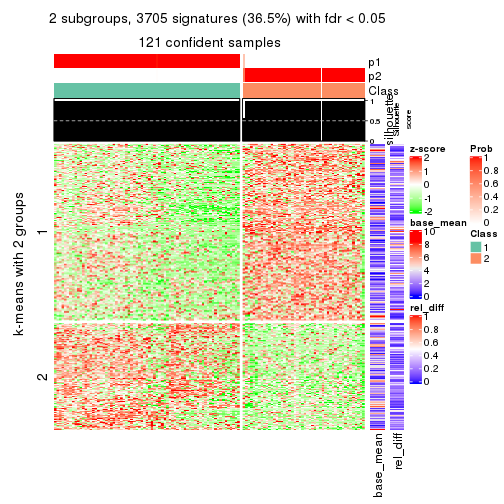 2 subgroups, 3705 signatures (36.5%) with fdr < 0.05
121 confident samples
p1
p2
Class
silhouette
1
0.5
0
Silhouette
score
k-means with 2 groups
1
2
base_mean
rel_diff
z-score
2
1
0
-1
-2
base_mean
10
8
6
4
2
0
rel_diff
1
0.8
0.6
0.4
0.2
0
Prob
1
0.8
0.6
0.4
0.2
0
Class
1
2